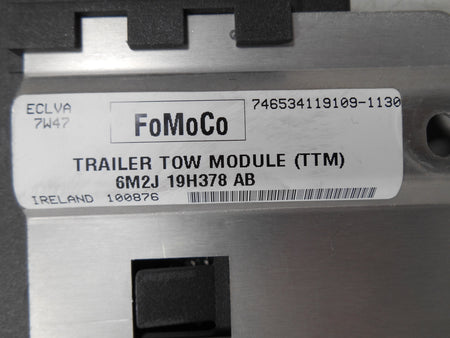 ECLVA
7W47
FoMoCo
746534119109-1130
TRAILER TOW MODULE (TTM)
6M2J 19H378 AB
IRELAND 100876